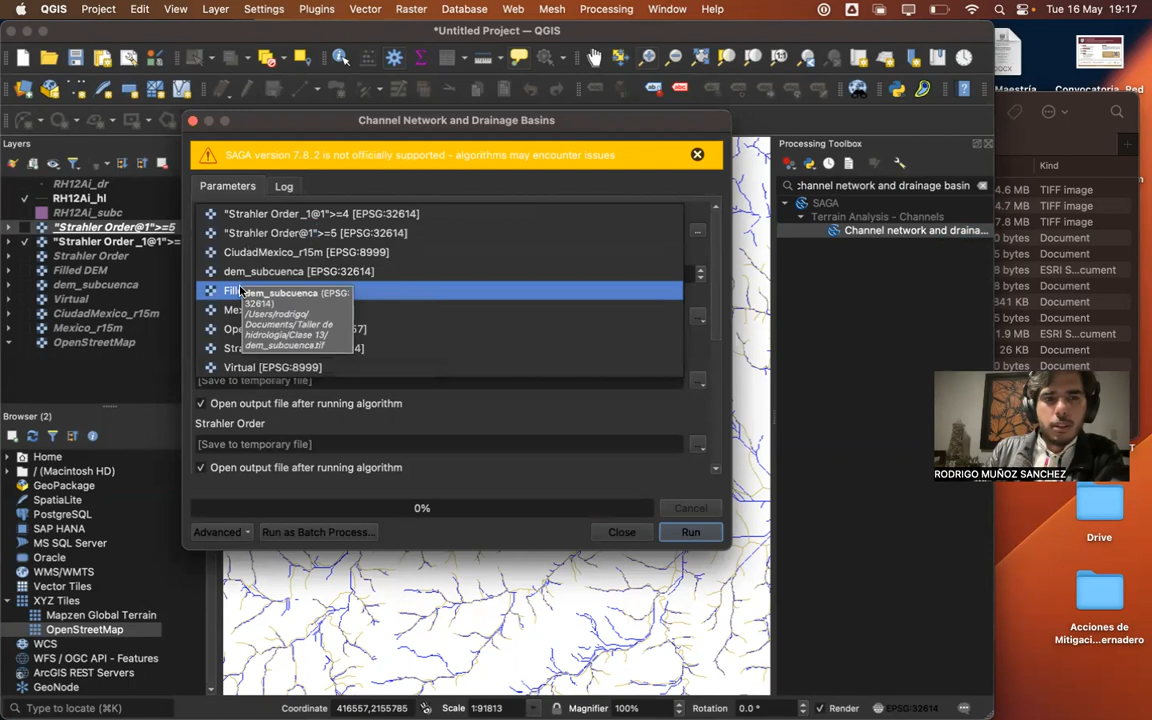 QGIS Project Edit View Layer Settings Plugins Vector Raster Database Web Mesh Processing Window Help
Tue 16 May 19:17
*Untitled Project — QGIS
DOCX
Maestría
Convocatoria_Red
Layers
RH12Ai_dr
RH12Ai_hl
RH12Ai_subc
"Strahler Order@1">=5
"Strahler Order _1@1">=
Strahler Order
Filled DEM
dem_subcuenca
Virtual
CiudadMexico_r15m
Mexico_r15m
OpenStreetMap
Browser (2)
Home
/ (Macintosh HD)
GeoPackage
SpatiaLite
PostgreSQL
SAP HANA
MS SQL Server
Oracle
WMS/WMTS
Vector Tiles
XYZ Tiles
Mapzen Global Terrain
OpenStreetMap
WCS
WFS / OGC API - Features
ArcGIS REST Servers
GeoNode
Channel Network and Drainage Basins
SAGA version 7.8.2 is not officially supported - algorithms may encounter issues
Parameters Log
"Strahler Order _1@1">=4 [EPSG:32614]
"Strahler Order@1">=5 [EPSG:32614]
CiudadMexico_r15m [EPSG:8999]
dem_subcuenca [EPSG:32614]
dem_subcuenca (EPSG:
32614)
/Users/rodrigo/
Documents/Taller de
hidrología/Clase 13/
dem_subcuenca.tif
Virtual [EPSG:8999]
[Save to temporary file]
Open output file after running algorithm
Strahler Order
[Save to temporary file]
Open output file after running algorithm
0%
Cancel
Advanced
Run as Batch Process...
Close
Run
Processing Toolbox
channel network and drainage basin
SAGA
Terrain Analysis - Channels
Channel network and draina...
Kind
TIFF image
TIFF image
TIFF image
Document
Document
ESRI S...
Document
Document
Document
ESRI S...
26 KB Document
Document
RODRIGO MUÑOZ SANCHEZ
Drive
Acciones de
Mitigaci...ernadero
Type to locate (⌘K)
Coordinate 416557,2155785
Scale 1:91813
Magnifier 100%
Rotation 0.0 °
Render
EPSG:32614